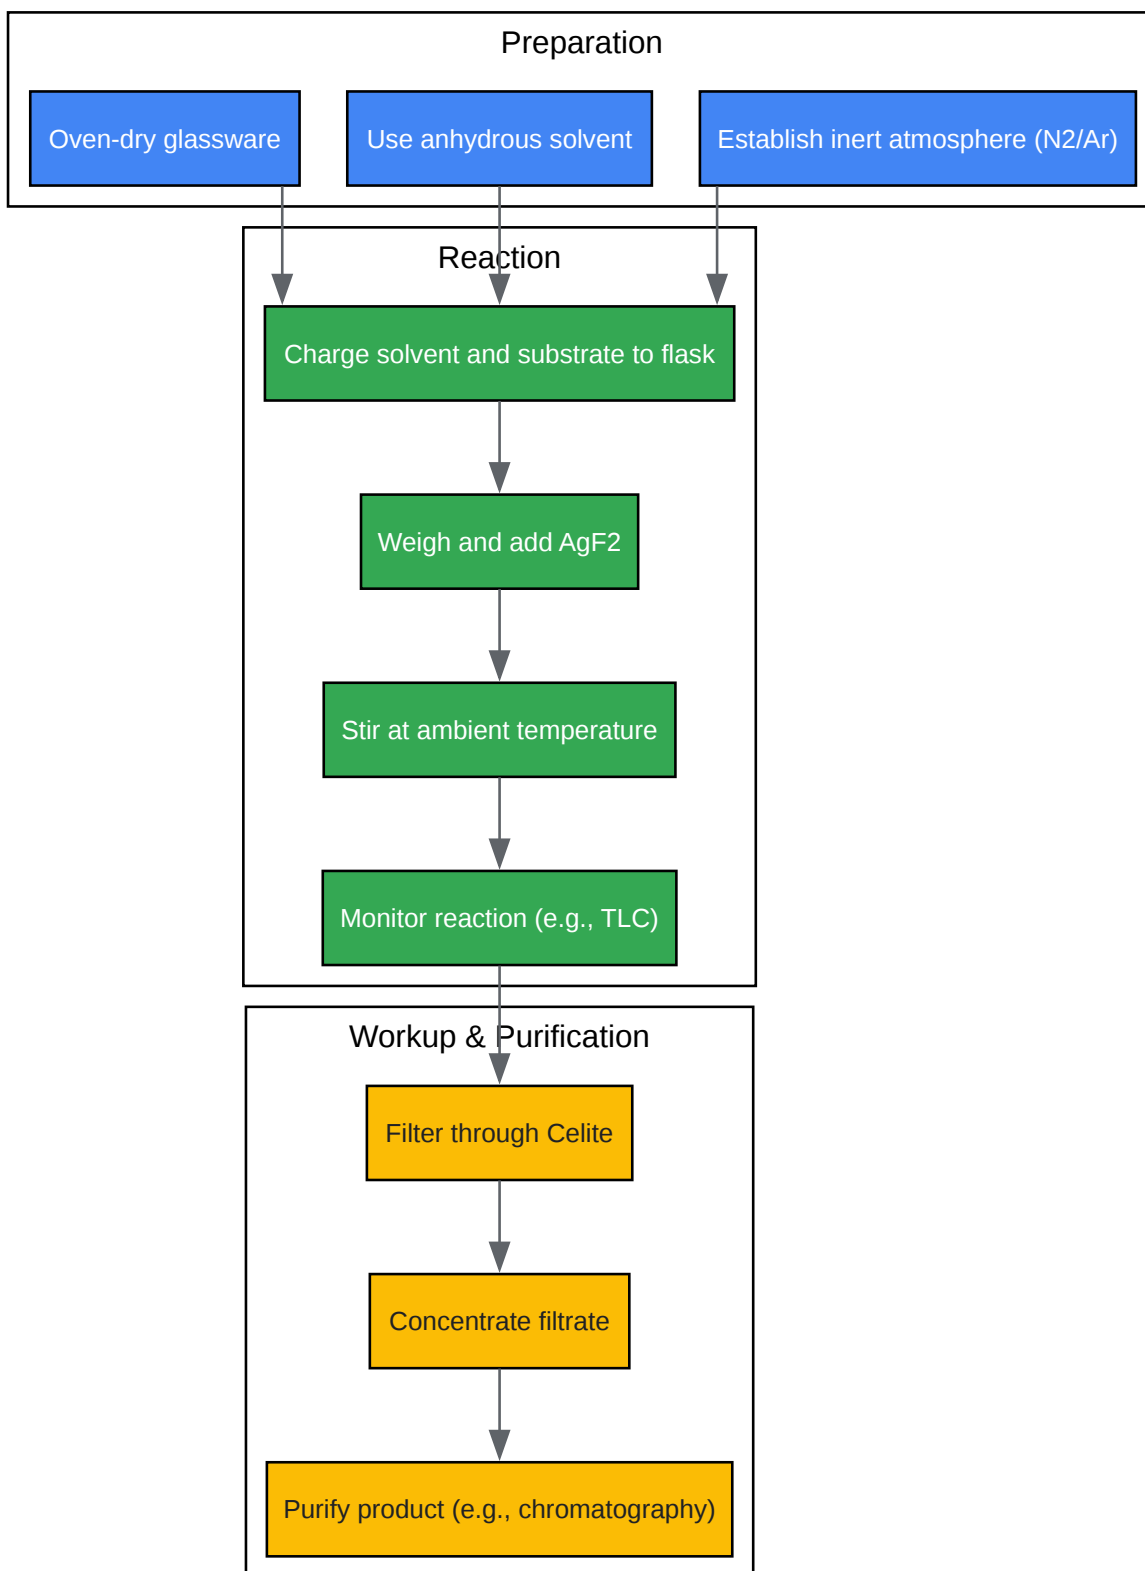 Preparation
Oven-dry glassware
Use anhydrous solvent
Establish inert atmosphere (N2/Ar)
Reaction
Charge solvent and substrate to flask
Weigh and add AgF2
Stir at ambient temperature
Monitor reaction (e.g., TLC)
Workup & Purification
Filter through Celite
Concentrate filtrate
Purify product (e.g., chromatography)